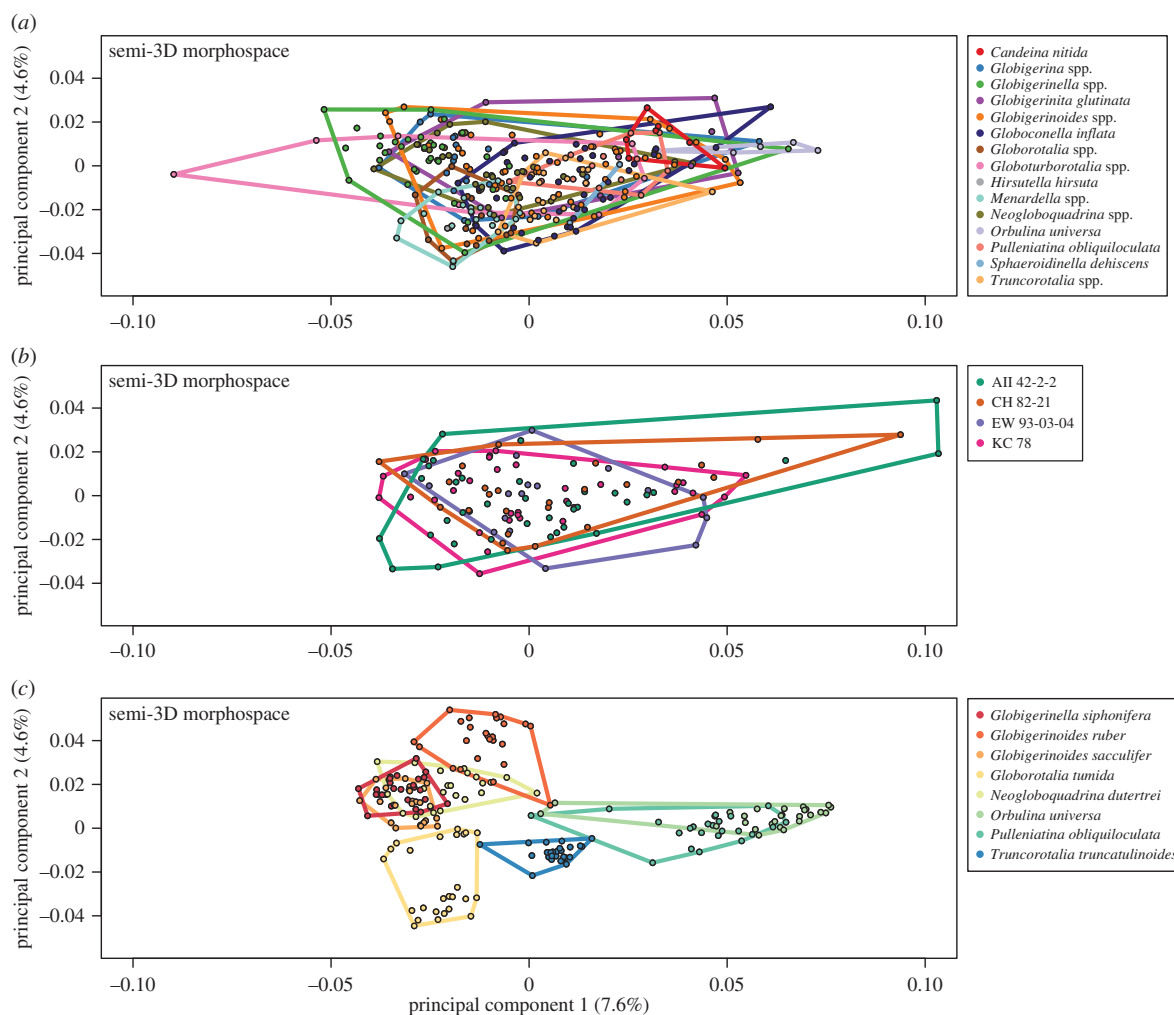 (a)
semi-3D morphospace
principal component 2 (4.6%)
0.04
0.02
0
–0.02
–0.04
–0.10
–0.05
0
0.05
0.10
Candeina nitida
Globigerina spp.
Globigerinella spp.
Globigerinita glutinata
Globigerinoides spp.
Globoconella inflata
Globorotalia spp.
Globoturborotalia spp.
Hirsutella hirsuta
Menardella spp.
Neogloboquadrina spp.
Orbulina universa
Pulleniatina obliquiloculata
Sphaeroidinella dehiscens
Truncorotalia spp.
(b)
semi-3D morphospace
principal component 2 (4.6%)
0.04
0.02
0
–0.02
–0.04
–0.10
–0.05
0
0.05
0.10
AII 42-2-2
CH 82-21
EW 93-03-04
KC 78
(c)
semi-3D morphospace
principal component 2 (4.6%)
0.04
0.02
0
–0.02
–0.04
–0.10
–0.05
0
0.05
0.10
principal component 1 (7.6%)
Globigerinella siphonifera
Globigerinoides ruber
Globigerinoides sacculifer
Globorotalia tumida
Neogloboquadrina dutertrei
Orbulina universa
Pulleniatina obliquiloculata
Truncorotalia truncatulinoides